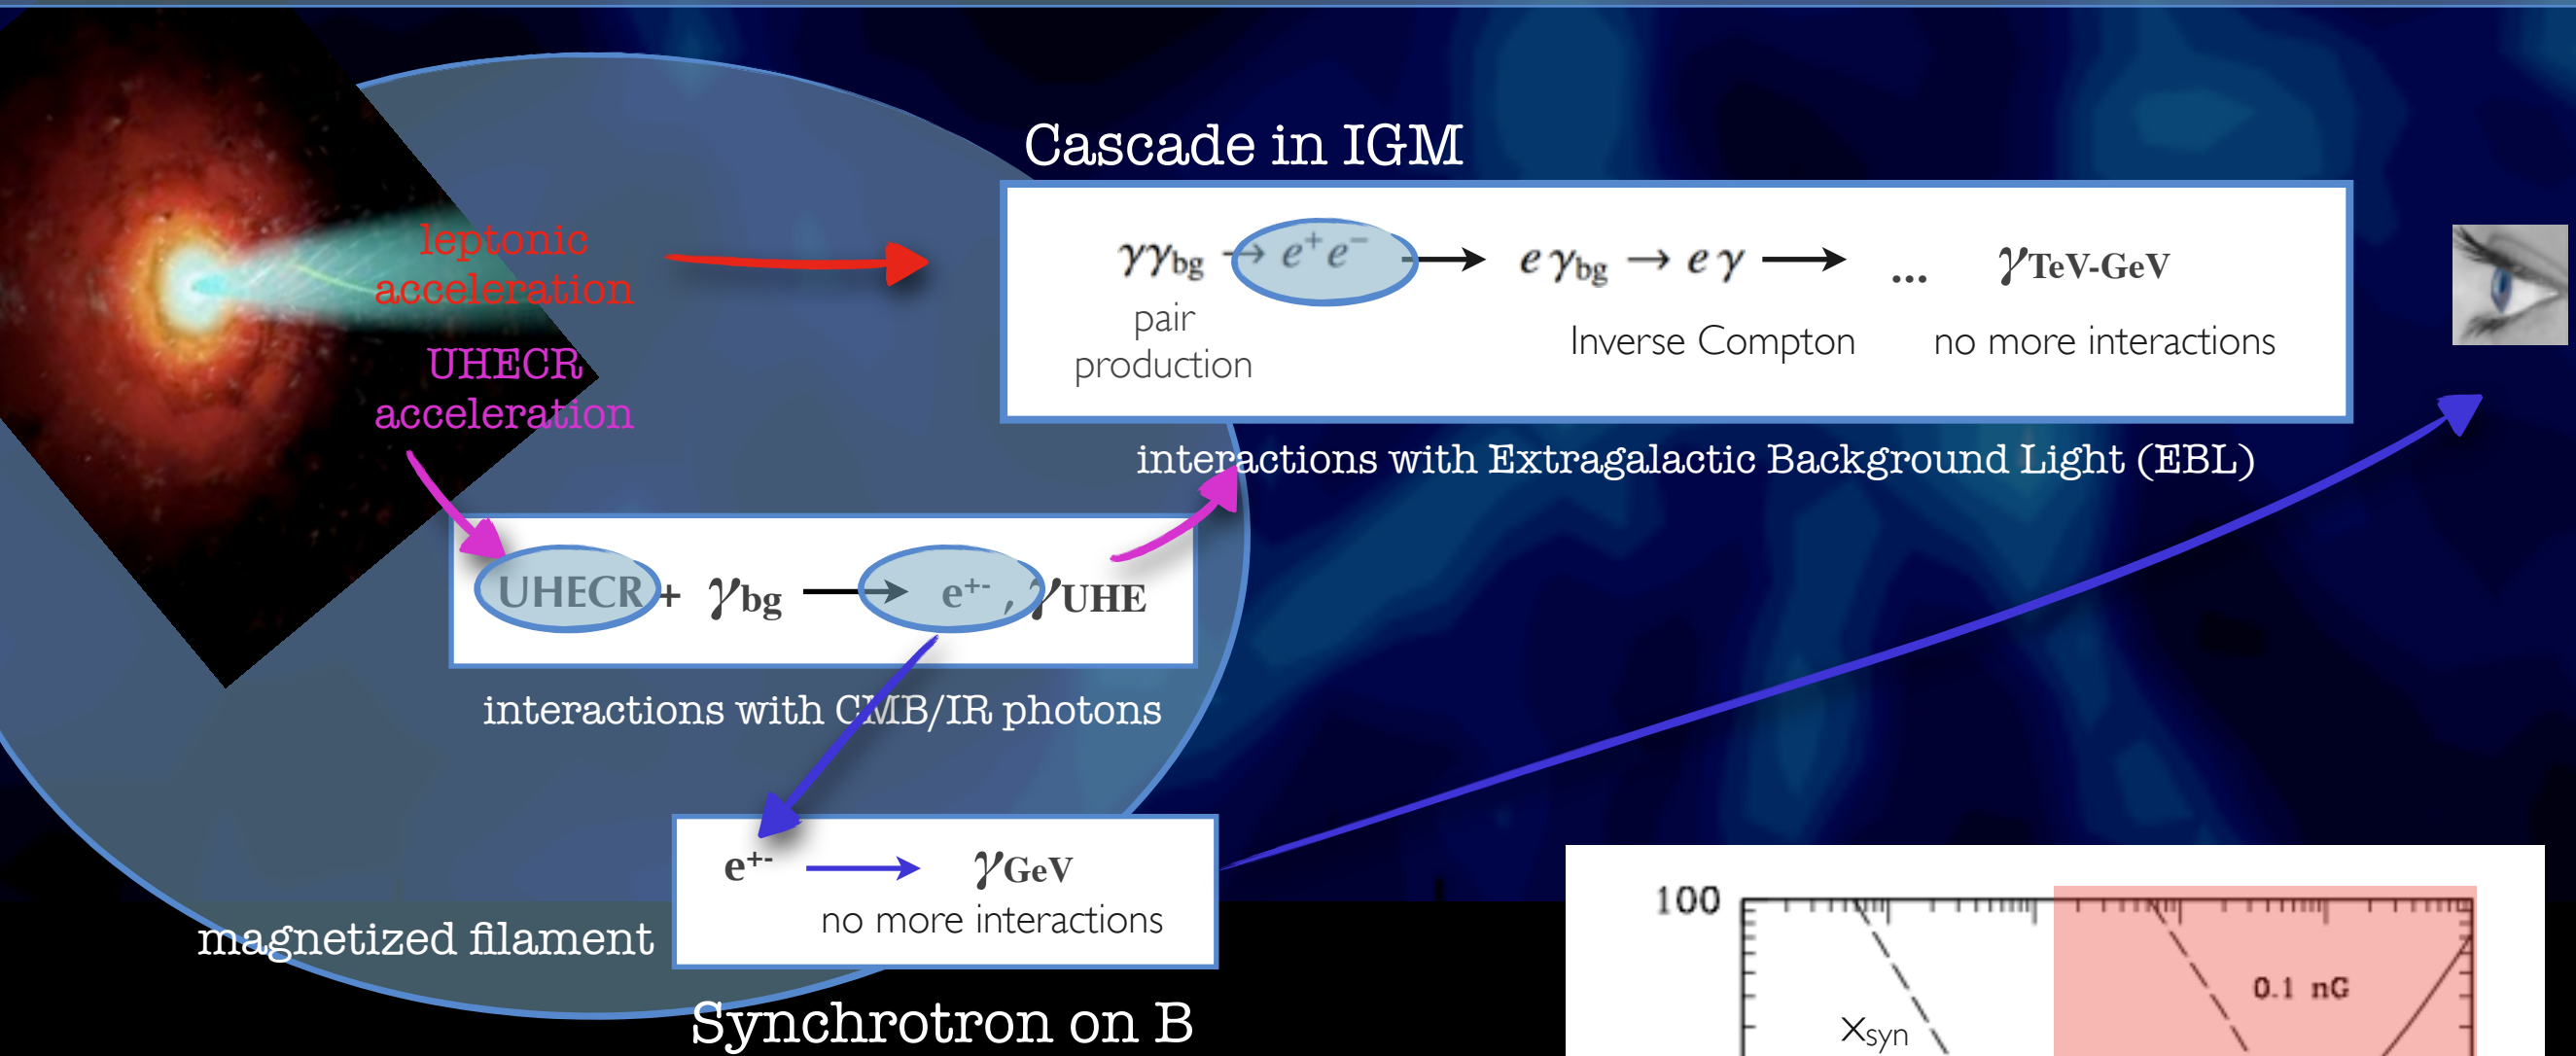 Cascade in IGM
leptonic
acceleration
γγbg → e⁺e⁻ → eγbg → eγ → ... γTeV-GeV
pair
production
Inverse Compton
no more interactions
UHECR
acceleration
interactions with Extragalactic Background Light (EBL)
UHECR + γbg → e⁺⁻ , γUHE
interactions with CMB/IR photons
e⁺⁻ → γGeV
no more interactions
magnetized filament
Synchrotron on B
100
0.1 nG
Xsyn